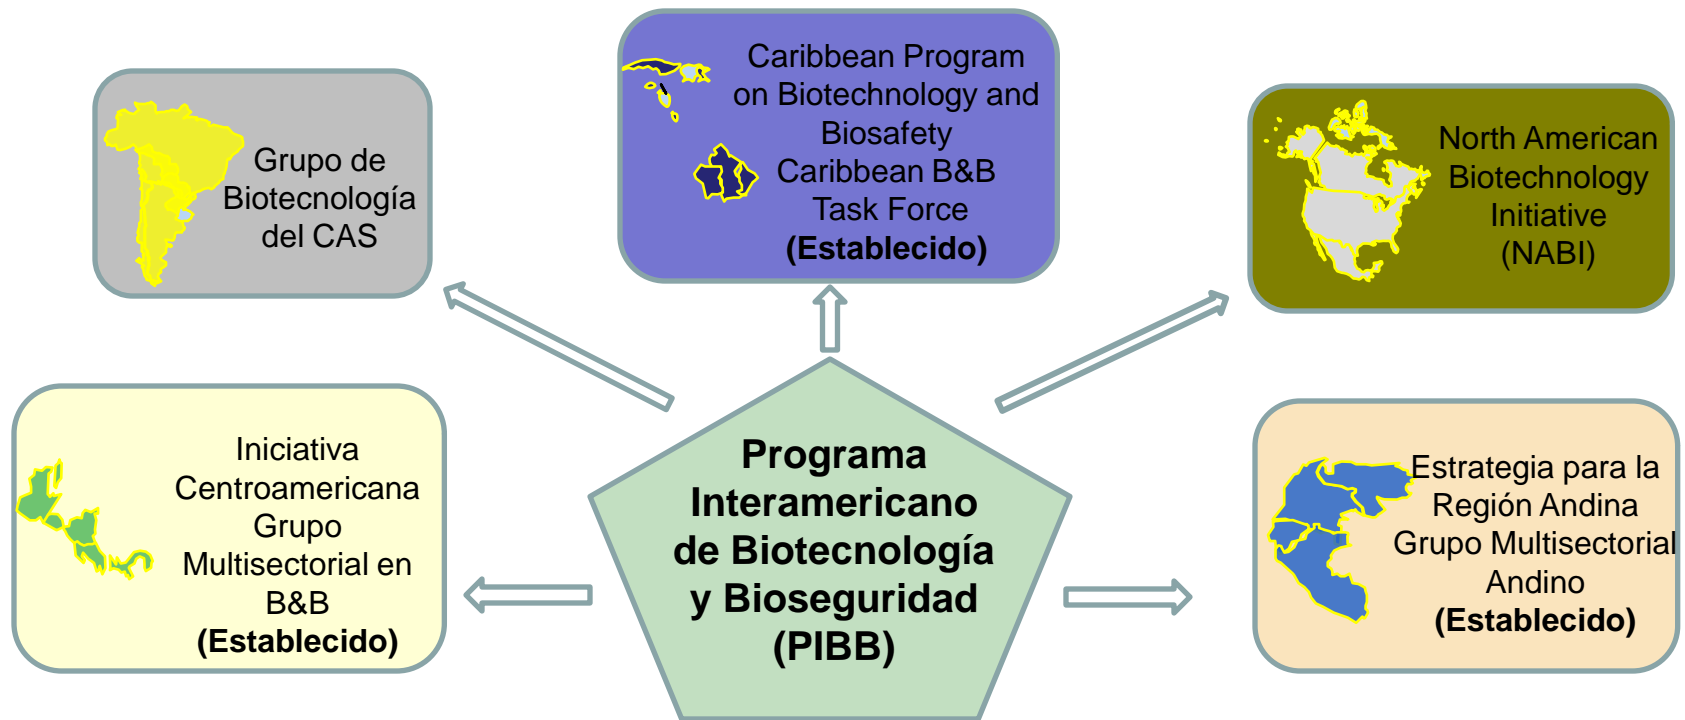 Grupo de
Biotecnología
del CAS
Caribbean Program
on Biotechnology and
Biosafety
Caribbean B&B
Task Force
(Establecido)
North American
Biotechnology
Initiative
(NABI)
Iniciativa
Centroamericana
Grupo
Multisectorial en
B&B
(Establecido)
Programa
Interamericano
de Biotecnología
y Bioseguridad
(PIBB)
Estrategia para la
Región Andina
Grupo Multisectorial
Andino
(Establecido)